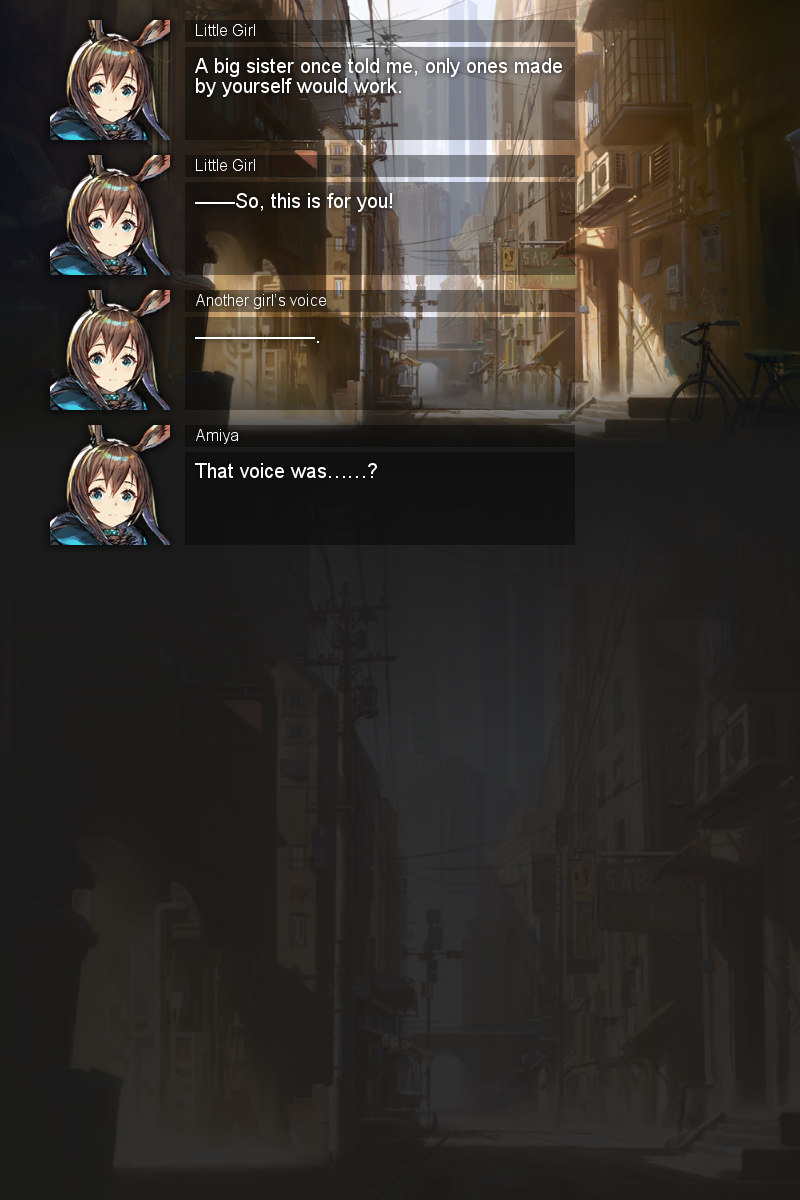 Little Girl
A big sister once told me, only ones made
by yourself would work.
Little Girl
——So, this is for you!
Another girl's voice
——————.
Amiya
That voice was……?